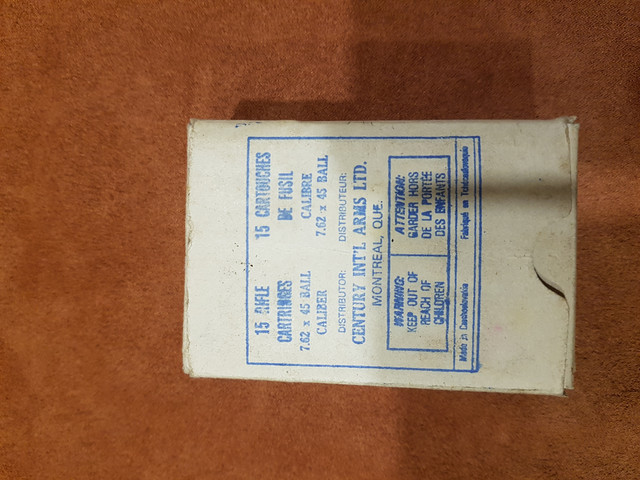 15 RIFLE
CARTRINGES
7.62 x 45 BALL
CALIBER
15 CARTOUCHES
DE FUSIL
CALIBRE
7.62 x 45 BALL
DISTRIBUTOR: DISTRIBUTEUR:
CENTURY INT'L ARMS LTD.
MONTREAL, QUE.
WARNING:
KEEP OUT OF
REACH OF
CHILDREN
ATTENTION:
GARDER HORS
DE LA PORTÉE
DES ENFANTS
Made in Czechoslovakia
Fabriqué en Tchécoslovaquie